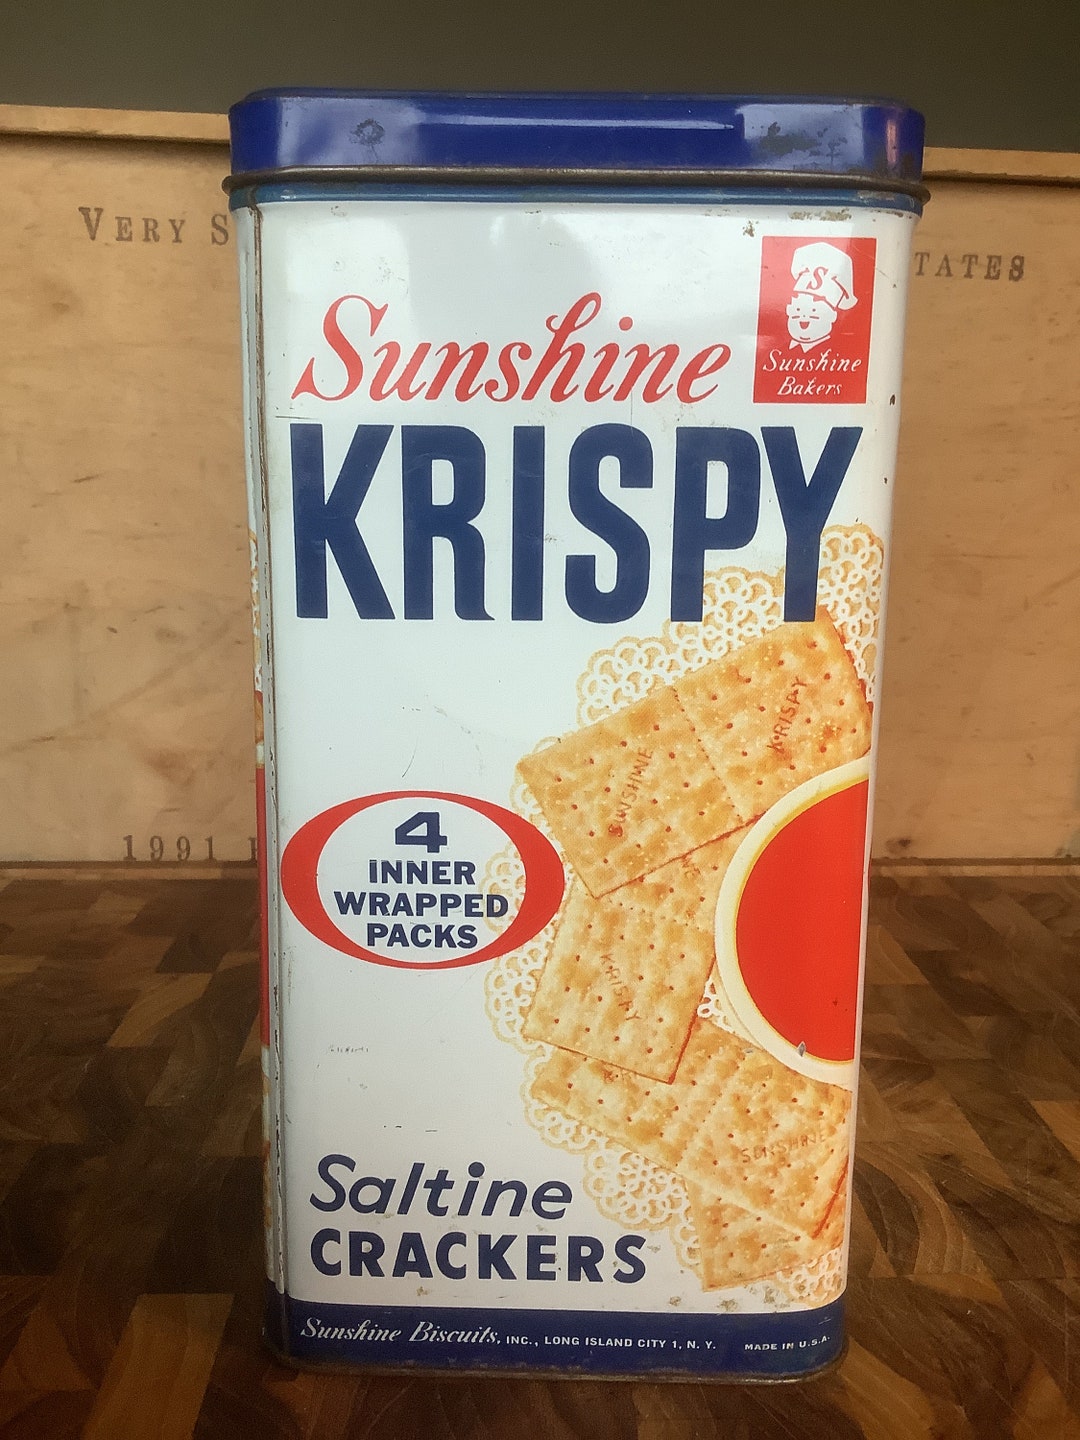 VERY S
TATES
S
Sunshine
Bakers
Sunshine
KRISPY
KRISPY
SUNSHINE
4
INNER
WRAPPED
PACKS
KRISPY
SUNSHINE
Saltine
CRACKERS
Sunshine Biscuits, INC., LONG ISLAND CITY 1, N. Y. MADE IN U.S.A.
1991